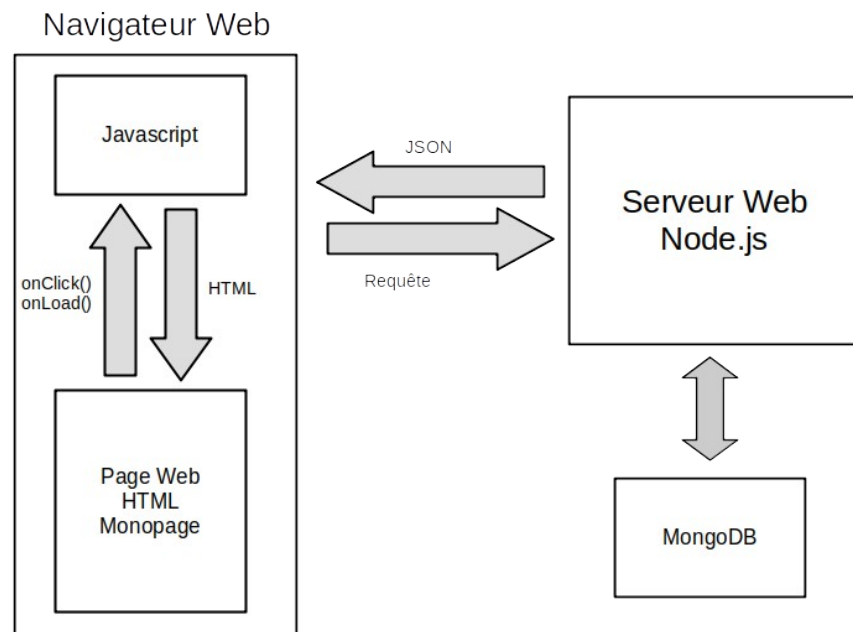 Navigateur Web
Javascript
onClick()
onLoad()
HTML
Page Web
HTML
Monopage
JSON
Requête
Serveur Web
Node.js
MongoDB